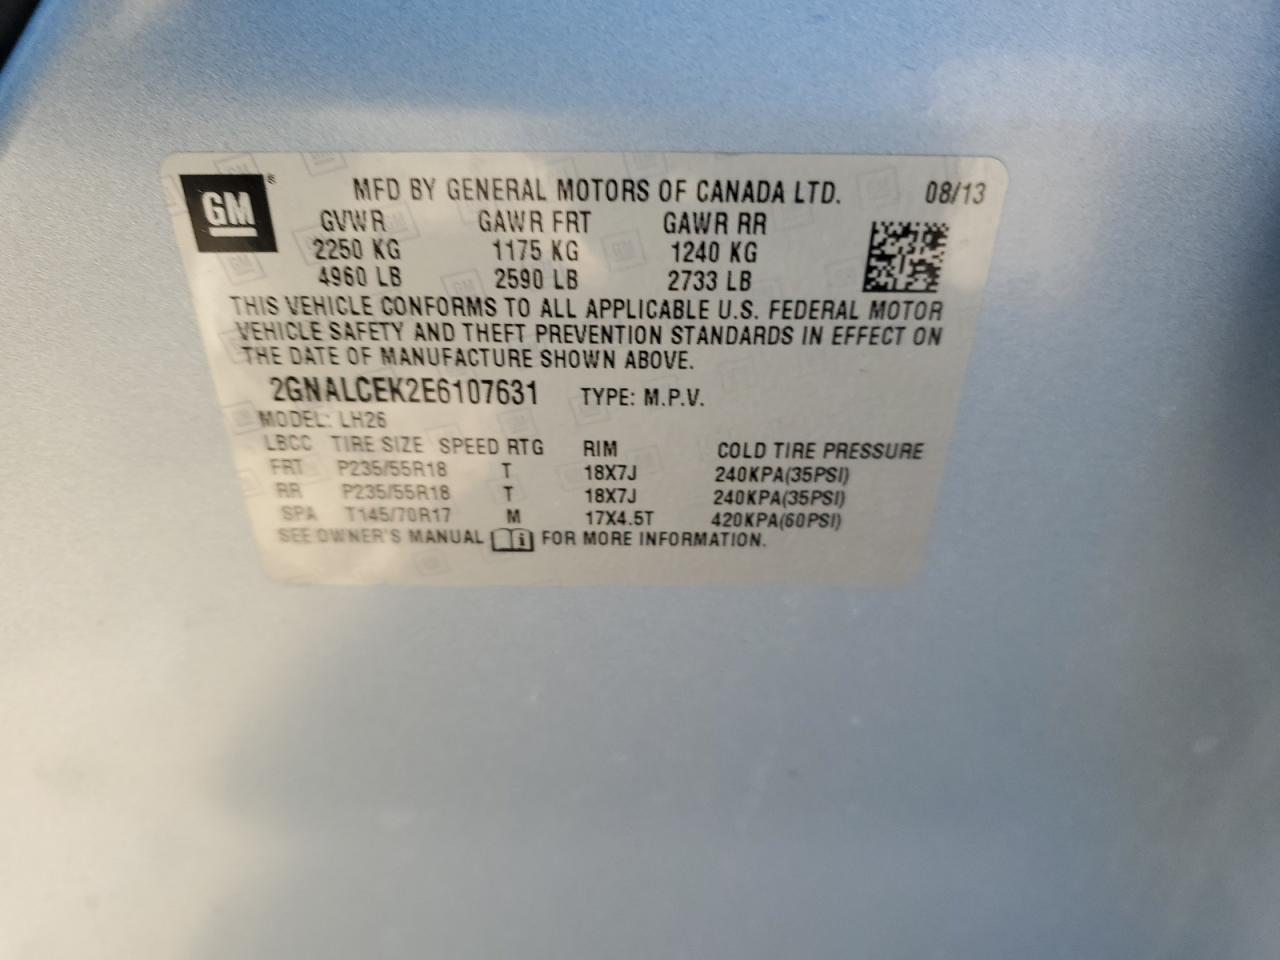 GM ® MFD BY GENERAL MOTORS OF CANADA LTD. 08/13
GVWR GAWR FRT GAWR RR
2250 KG 1175 KG 1240 KG
4960 LB 2590 LB 2733 LB
THIS VEHICLE CONFORMS TO ALL APPLICABLE U.S. FEDERAL MOTOR
VEHICLE SAFETY AND THEFT PREVENTION STANDARDS IN EFFECT ON
THE DATE OF MANUFACTURE SHOWN ABOVE.
2GNALCEK2E6107631 TYPE: M.P.V.
MODEL: LH26
LBCC TIRE SIZE SPEED RTG RIM COLD TIRE PRESSURE
FRT P235/55R18 T 18X7J 240KPA(35PSI)
RR P235/55R18 T 18X7J 240KPA(35PSI)
SPA T145/70R17 M 17X4.5T 420KPA(60PSI)
SEE OWNER'S MANUAL i FOR MORE INFORMATION.